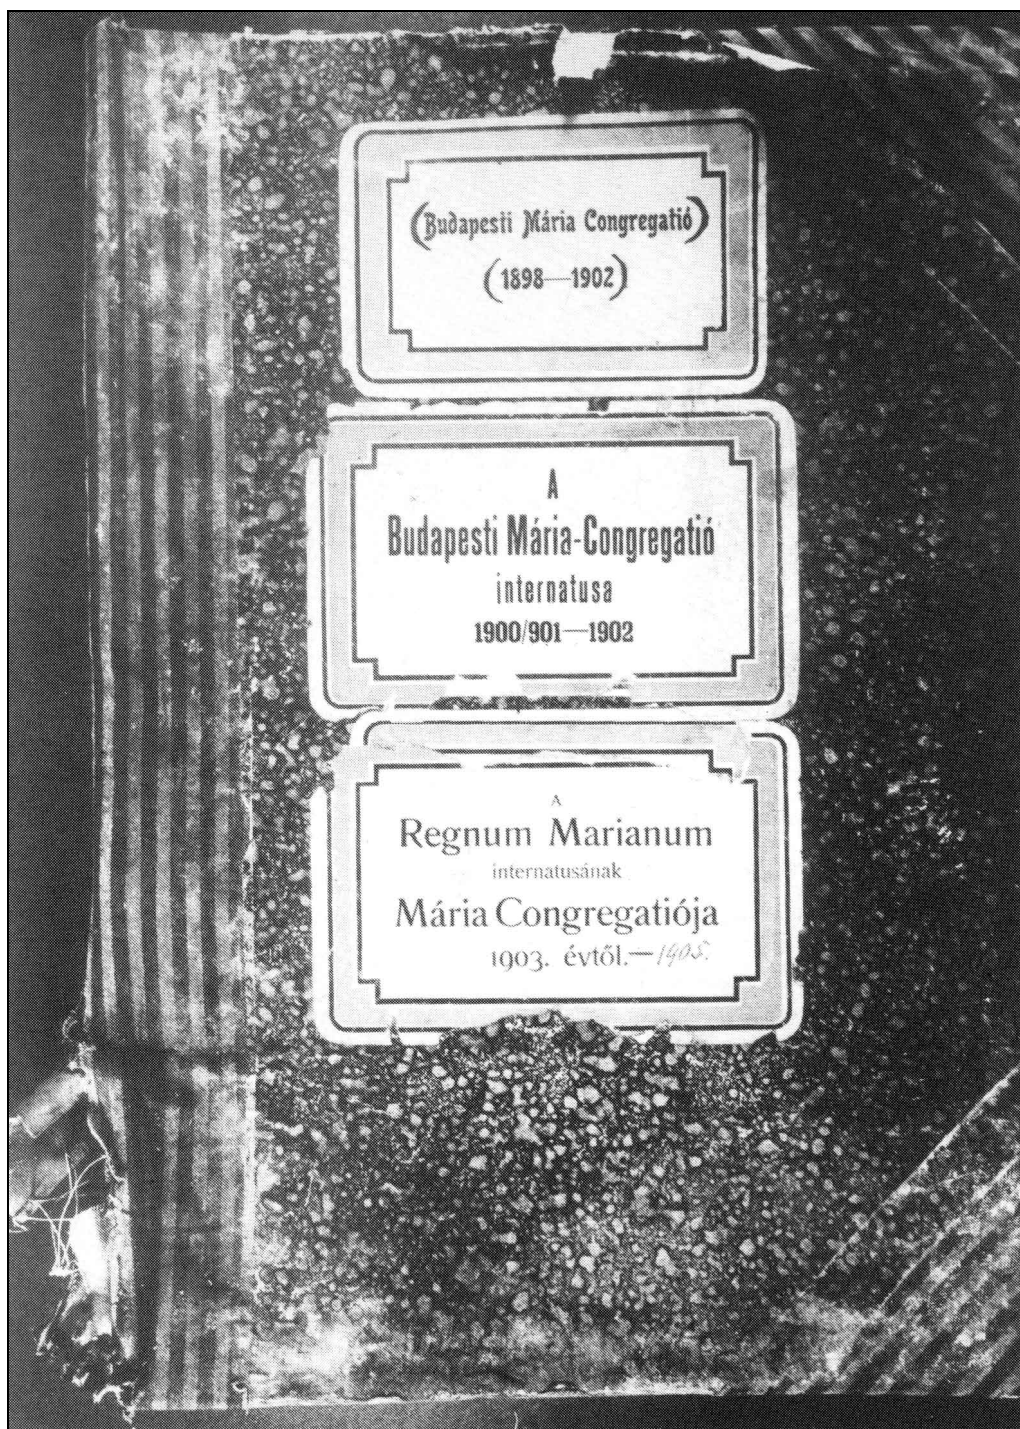 (Budapesti Mária Congregatió)
(1898—1902)
A
Budapesti Mária-Congregatió
internatusa
1900/901—1902
A
Regnum Marianum
internatusának
Mária Congregatiója
1903. évtől.—1905.